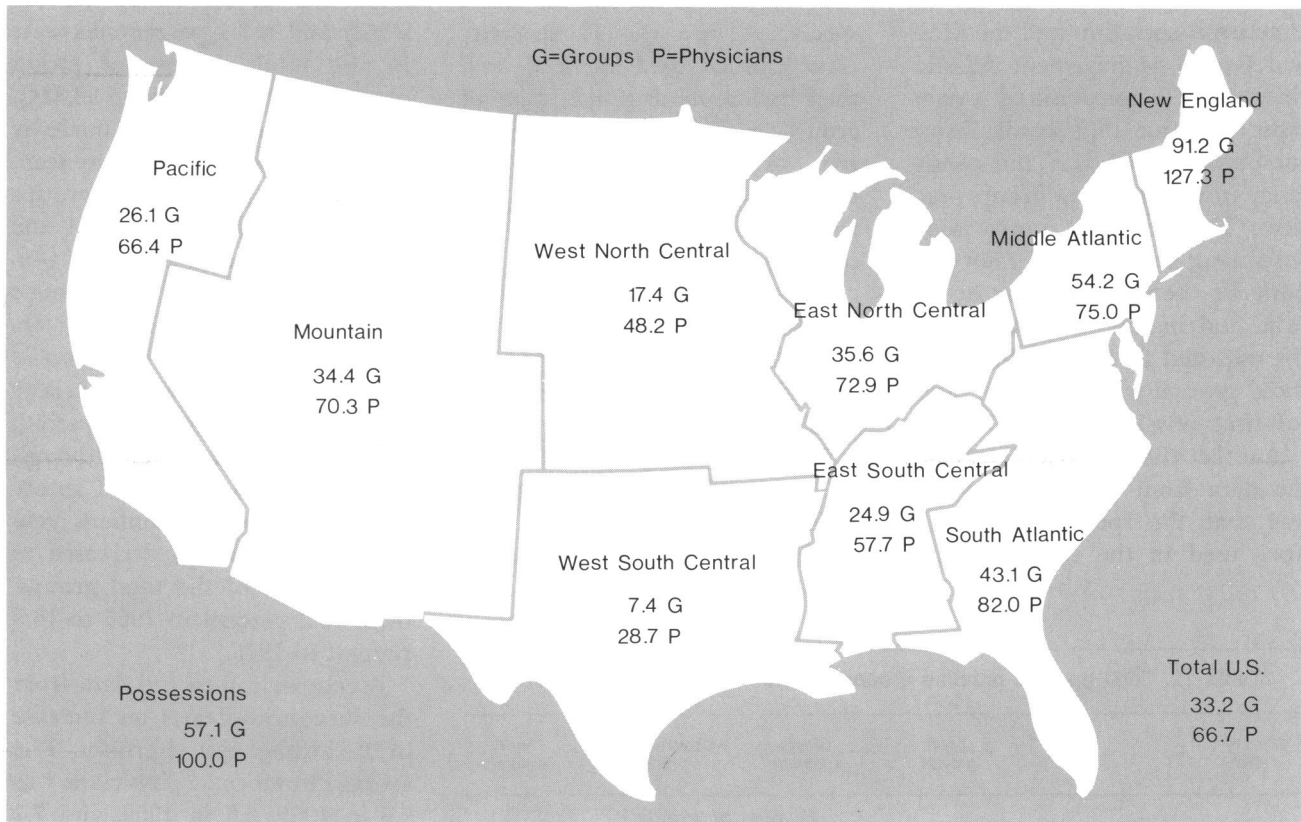 G=Groups P=Physicians
New England
91.2 G
127.3 P
Pacific
26.1 G
66.4 P
Middle Atlantic
54.2 G
75.0 P
West North Central
17.4 G
48.2 P
East North Central
35.6 G
72.9 P
Mountain
34.4 G
70.3 P
East South Central
24.9 G
57.7 P
South Atlantic
43.1 G
82.0 P
West South Central
7.4 G
28.7 P
Possessions
57.1 G
100.0 P
Total U.S.
33.2 G
66.7 P